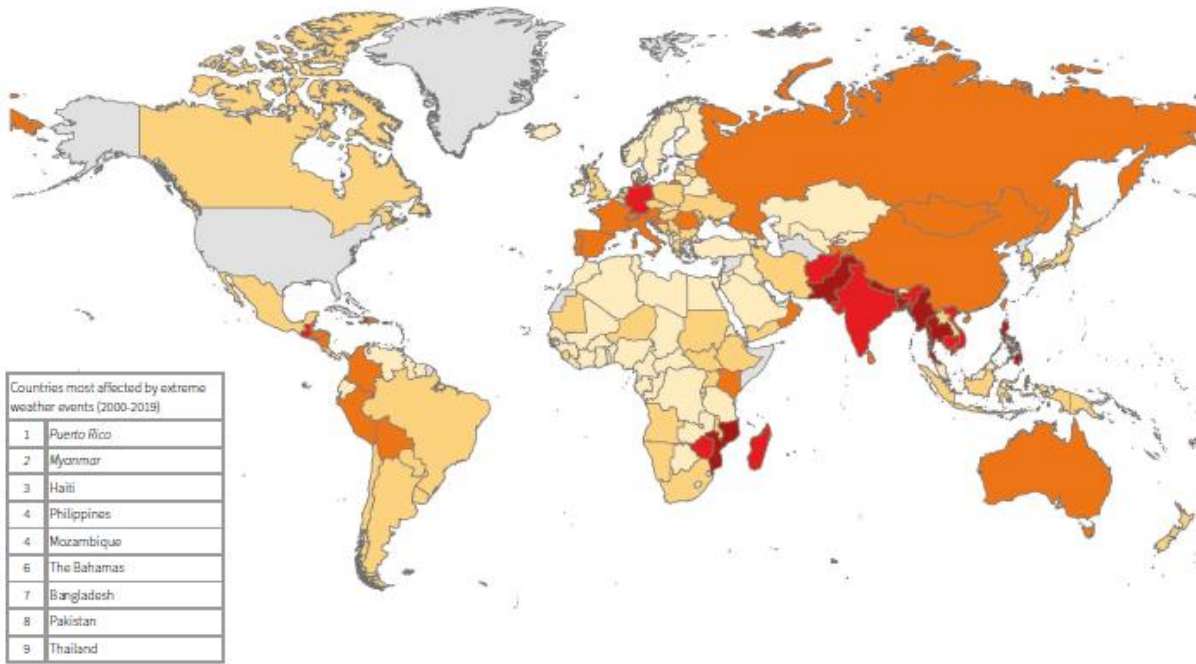 Countries most affected by extreme
weather events (2000-2019)
1 Puerto Rico
2 Myanmar
3 Haiti
4 Philippines
4 Mozambique
6 The Bahamas
7 Bangladesh
8 Pakistan
9 Thailand